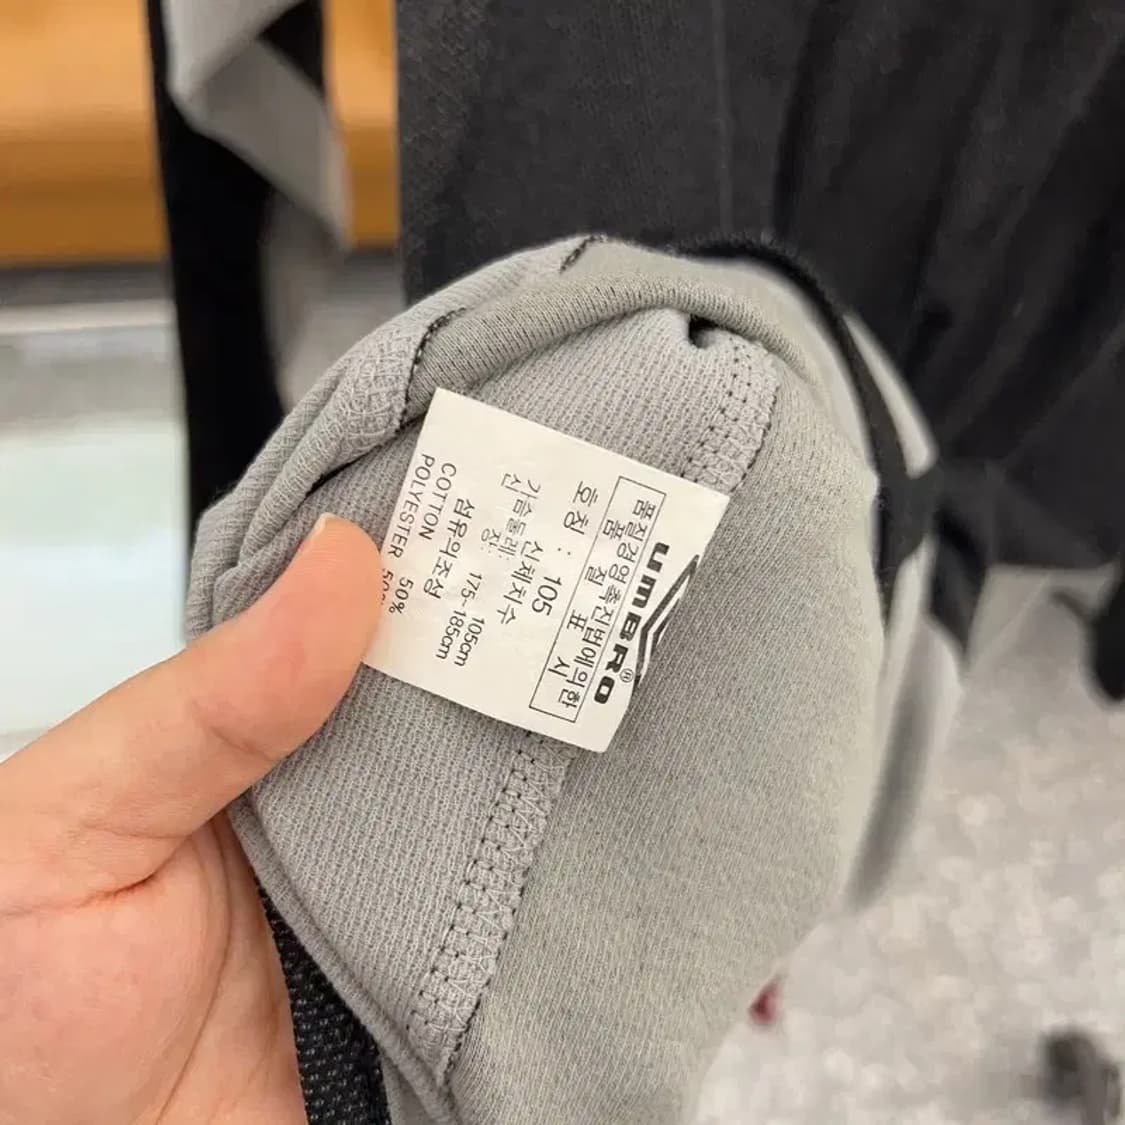 UMBRO®
품질경영촉진법에의한
품 질 표 시
호칭 : 105
신체치수
가슴둘레: 105cm
신 장: 175~185cm
섬유의조성
COTTON 50%
POLYESTER 50%